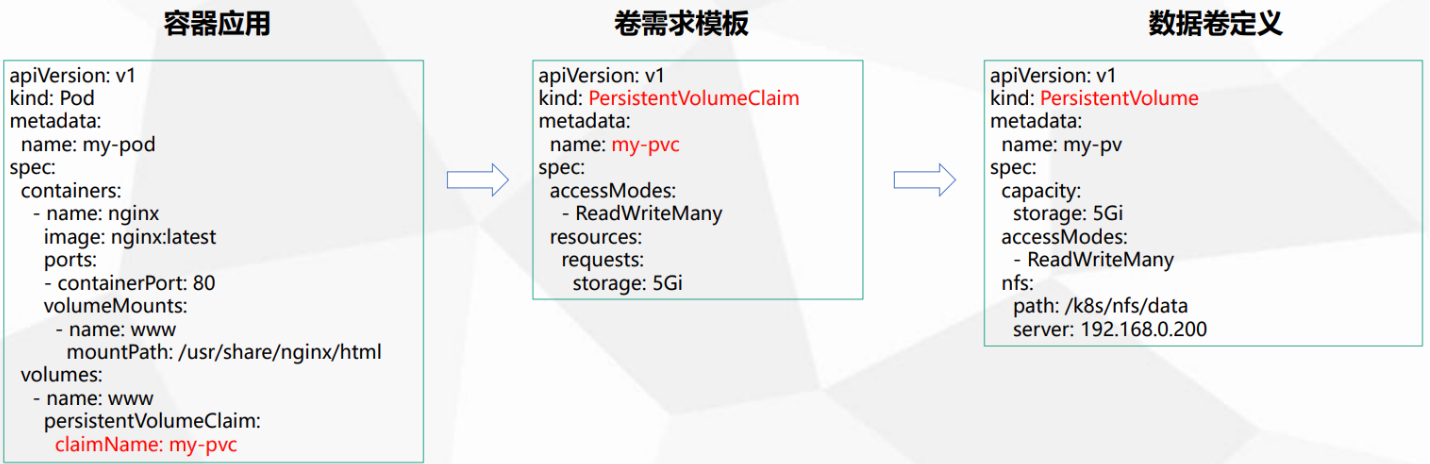 容器应用
apiVersion: v1
kind: Pod
metadata:
  name: my-pod
spec:
  containers:
    - name: nginx
      image: nginx:latest
      ports:
      - containerPort: 80
      volumeMounts:
        - name: www
          mountPath: /usr/share/nginx/html
  volumes:
    - name: www
      persistentVolumeClaim:
        claimName: my-pvc
卷需求模板
apiVersion: v1
kind: PersistentVolumeClaim
metadata:
  name: my-pvc
spec:
  accessModes:
    - ReadWriteMany
  resources:
    requests:
      storage: 5Gi
数据卷定义
apiVersion: v1
kind: PersistentVolume
metadata:
  name: my-pv
spec:
  capacity:
    storage: 5Gi
  accessModes:
    - ReadWriteMany
  nfs:
    path: /k8s/nfs/data
    server: 192.168.0.200